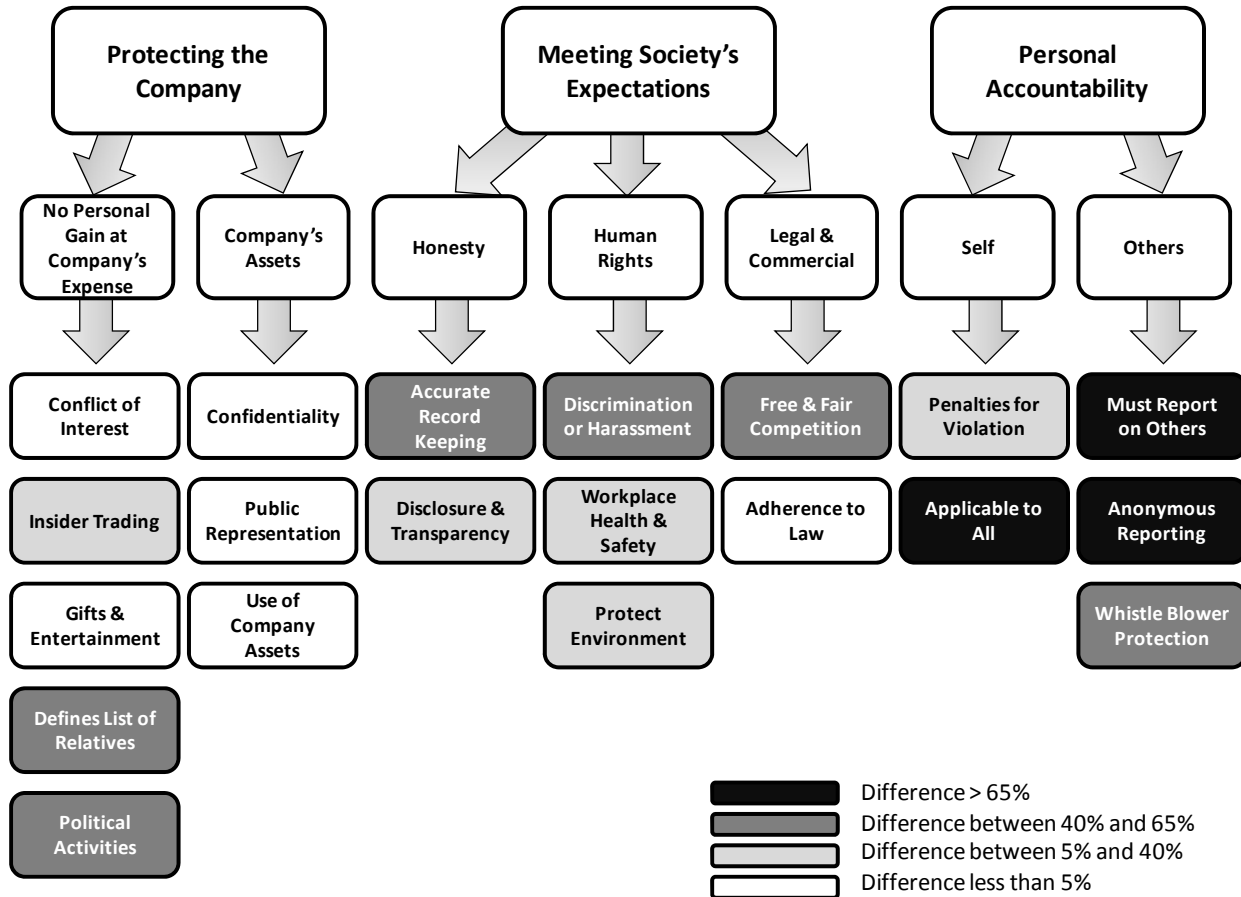 Protecting the
Company
Meeting Society's
Expectations
Personal
Accountability
No Personal
Gain at
Company's
Expense
Company's
Assets
Honesty
Human
Rights
Legal &
Commercial
Self
Others
Conflict of
Interest
Confidentiality
Accurate
Record
Keeping
Discrimination
or Harassment
Free & Fair
Competition
Penalties for
Violation
Must Report
on Others
Insider Trading
Public
Representation
Disclosure &
Transparency
Workplace
Health &
Safety
Adherence to
Law
Applicable to
All
Anonymous
Reporting
Gifts &
Entertainment
Use of
Company
Assets
Protect
Environment
Whistle Blower
Protection
Defines List of
Relatives
Political
Activities
Difference > 65%
Difference between 40% and 65%
Difference between 5% and 40%
Difference less than 5%